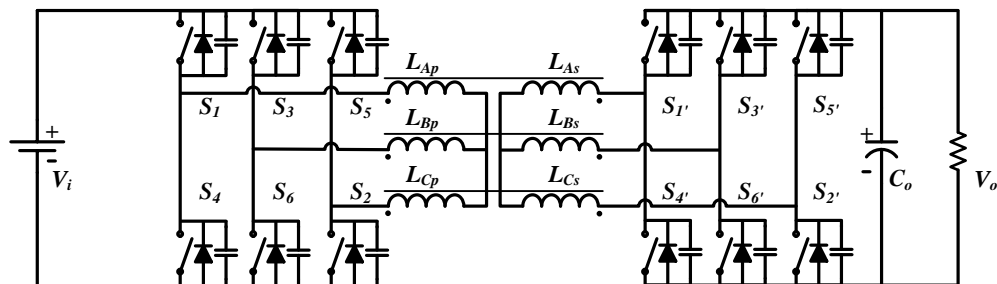 L_Ap L_As
+ S_1 S_3 S_5 S_1' S_3' S_5' +
L_Bp L_Bs
-
V_i L_Cp L_Cs - C_o V_o
S_4 S_6 S_2 S_4' S_6' S_2'